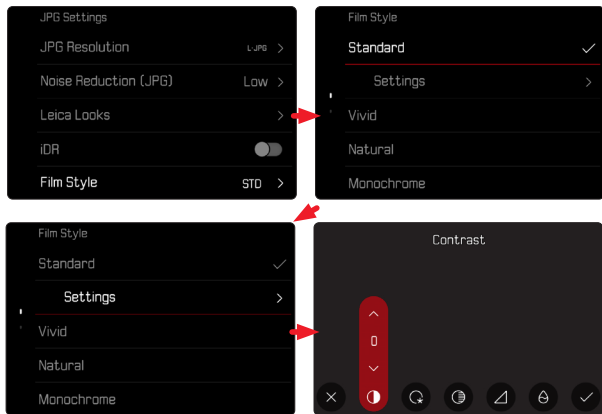 JPG Settings
JPG Resolution L-JPG
Noise Reduction (JPG) Low
Leica Looks
iDR
Film Style STD
Film Style
Standard
Settings
Vivid
Natural
Monochrome
Film Style
Standard
Settings
Vivid
Natural
Monochrome
Contrast
0